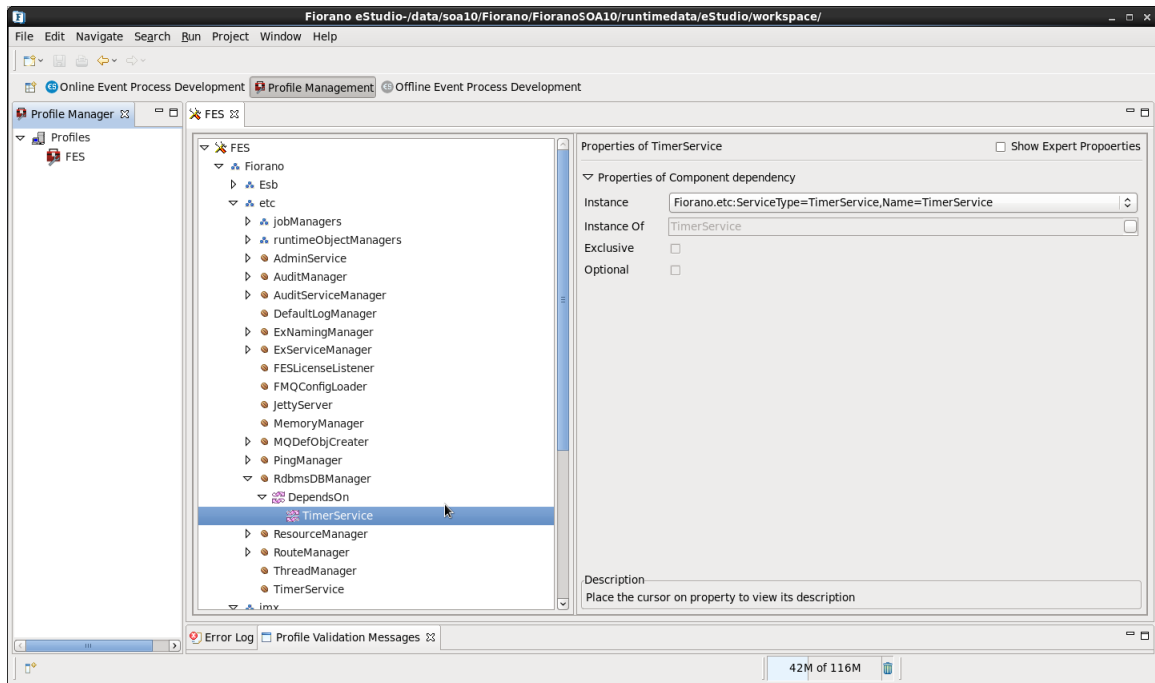 Fiorano eStudio-/data/soa10/Fiorano/FioranoSOA10/runtimedata/eStudio/workspace/
File Edit Navigate Search Run Project Window Help
Online Event Process Development Profile Management Offline Event Process Development
Profile Manager
FES
Profiles
FES
FES
Fiorano
Esb
etc
jobManagers
runtimeObjectManagers
AdminService
AuditManager
AuditServiceManager
DefaultLogManager
ExNamingManager
ExServiceManager
FESLicenseListener
FMQConfigLoader
JettyServer
MemoryManager
MQDefObjCreater
PingManager
RdbmsDBManager
DependsOn
TimerService
ResourceManager
RouteManager
ThreadManager
TimerService
jmx
Properties of TimerService
Show Expert Propoerties
Properties of Component dependency
Instance Fiorano.etc:ServiceType=TimerService,Name=TimerService
Instance Of TimerService
Exclusive
Optional
Description
Place the cursor on property to view its description
Error Log Profile Validation Messages
42M of 116M